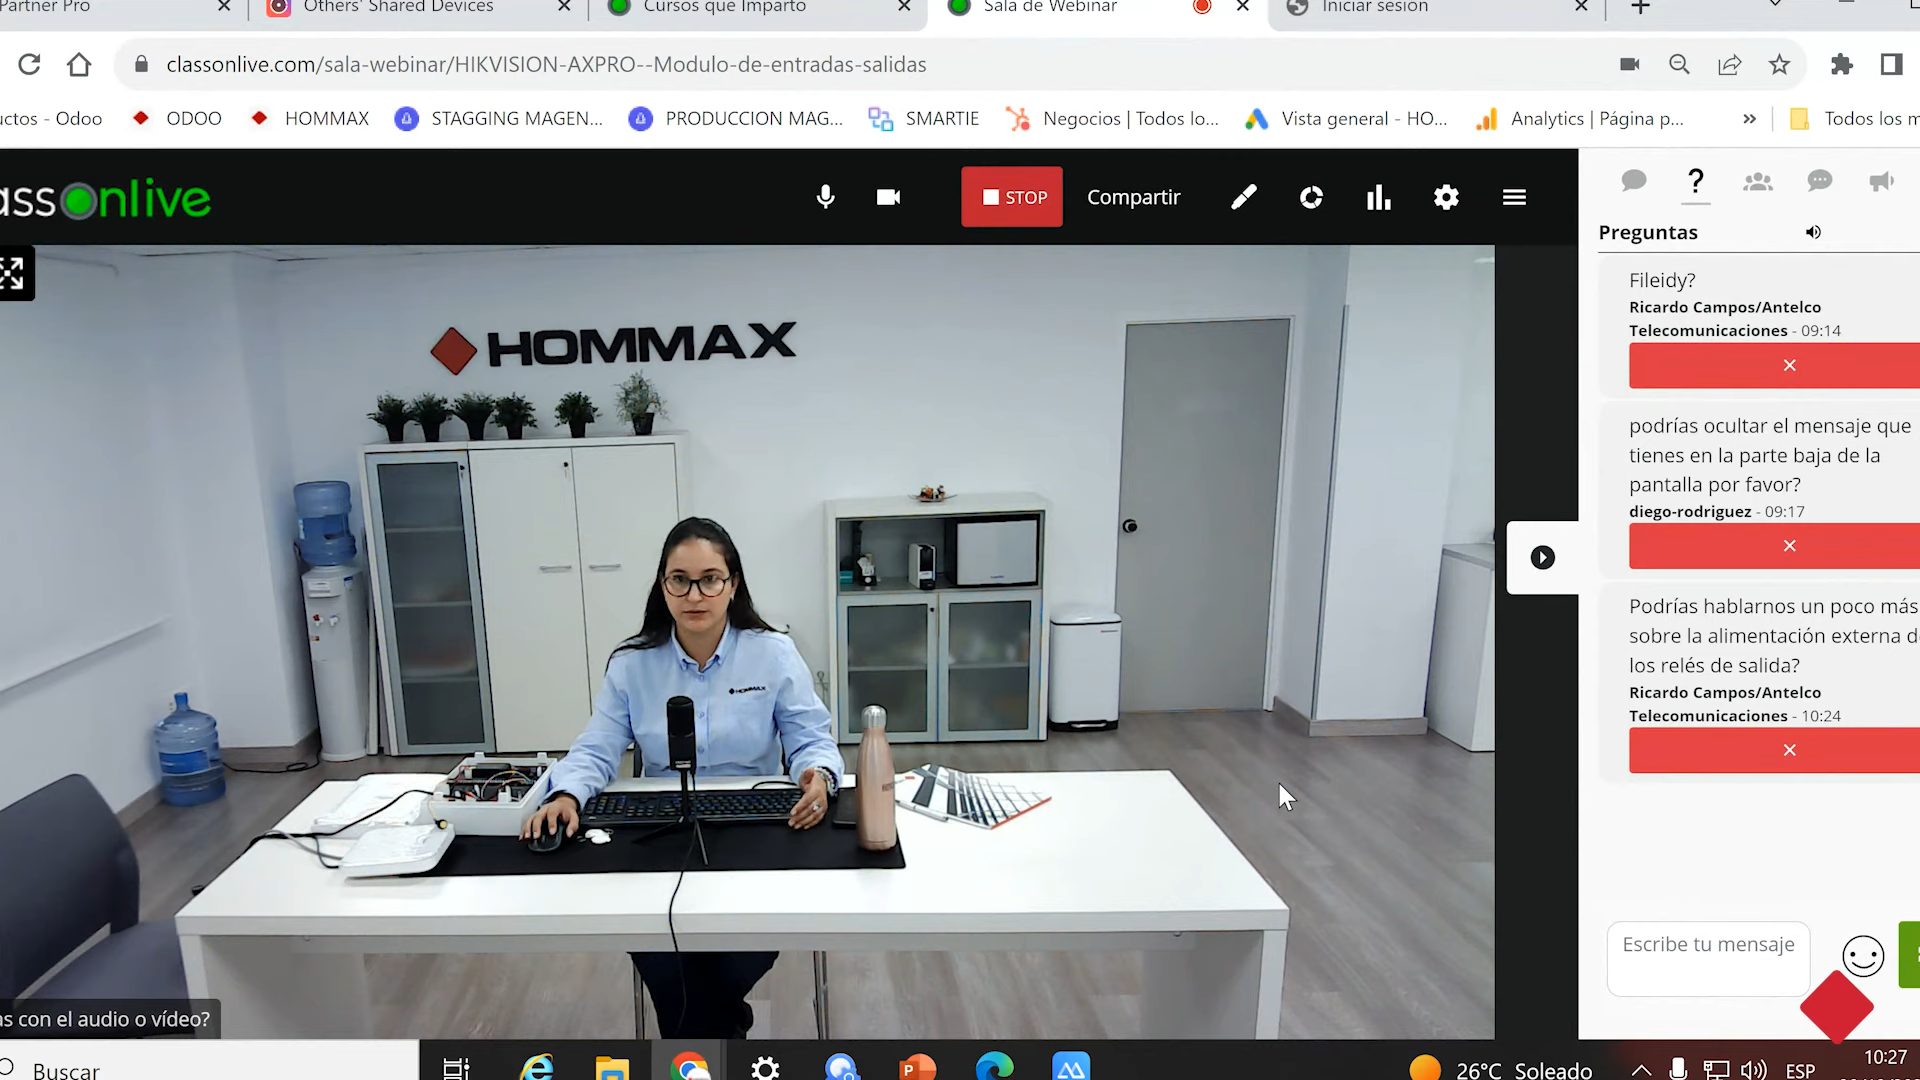 Partner Pro
Others' Shared Devices
Cursos que Imparto
Sala de Webinar
Iniciar sesión
classonlive.com/sala-webinar/HIKVISION-AXPRO--Modulo-de-entradas-salidas
uctos - Odoo
ODOO
HOMMAX
STAGGING MAGEN...
PRODUCCION MAG...
SMARTIE
Negocios | Todos lo...
Vista general - HO...
Analytics | Página p...
Todos los m
assonlive
STOP
Compartir
Preguntas
Fileidy?
Ricardo Campos/Antelco
Telecomunicaciones - 09:14
podrías ocultar el mensaje que
tienes en la parte baja de la
pantalla por favor?
diego-rodriguez - 09:17
Podrías hablarnos un poco más
sobre la alimentación externa d
los relés de salida?
Ricardo Campos/Antelco
Telecomunicaciones - 10:24
Escribe tu mensaje
HOMMAX
HOMMAX
as con el audio o vídeo?
Buscar
26°C Soleado
ESP
10:27